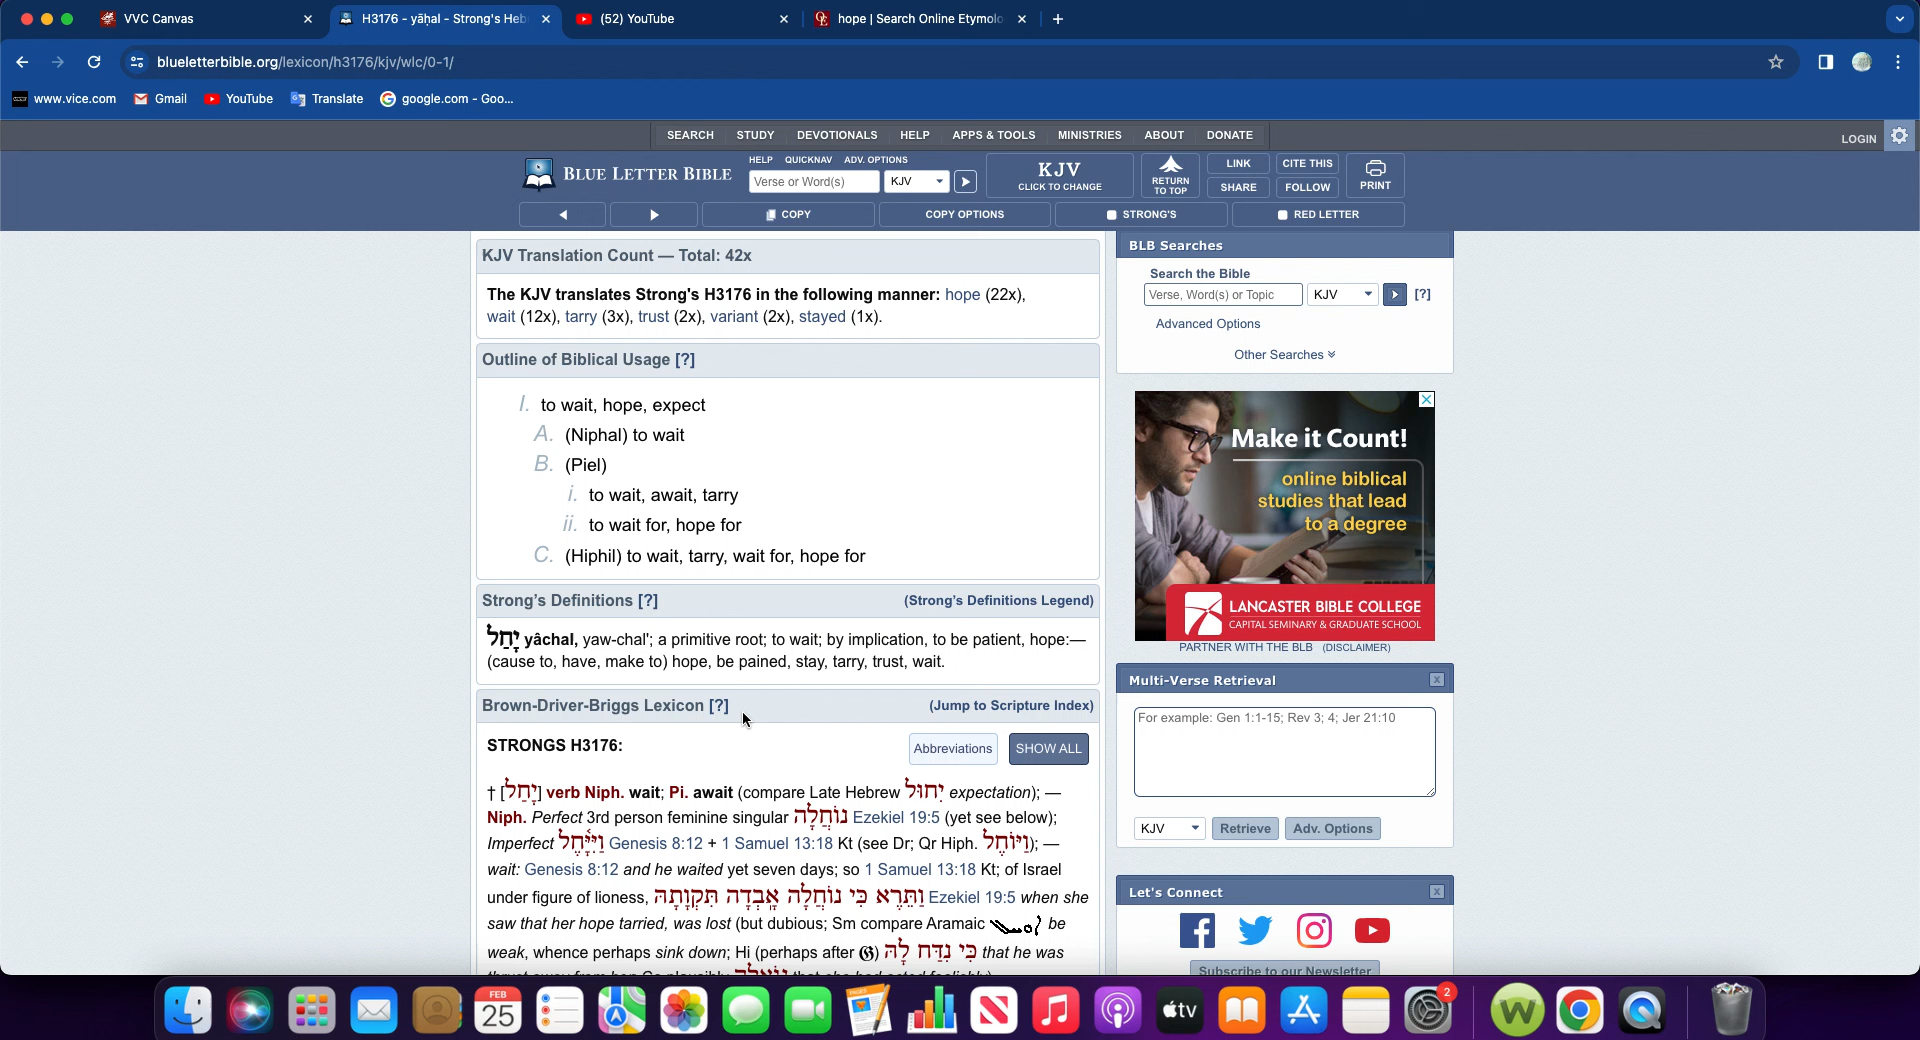 VVC Canvas
H3176 - yāḥal - Strong's Heb
(52) YouTube
hope | Search Online Etymolo
blueletterbible.org/lexicon/h3176/kjv/wlc/0-1/
www.vice.com
Gmail
YouTube
Translate
google.com - Goo...
SEARCH STUDY DEVOTIONALS HELP APPS & TOOLS MINISTRIES ABOUT DONATE
LOGIN
BLUE LETTER BIBLE
HELP QUICKNAV ADV. OPTIONS
Verse or Word(s)
KJV
KJV
CLICK TO CHANGE
RETURN
TO TOP
LINK
CITE THIS
SHARE
FOLLOW
PRINT
COPY
COPY OPTIONS
STRONG'S
RED LETTER
KJV Translation Count — Total: 42x
The KJV translates Strong's H3176 in the following manner: hope (22x),
wait (12x), tarry (3x), trust (2x), variant (2x), stayed (1x).
Outline of Biblical Usage [?]
I. to wait, hope, expect
A. (Niphal) to wait
B. (Piel)
i. to wait, await, tarry
ii. to wait for, hope for
C. (Hiphil) to wait, tarry, wait for, hope for
Strong's Definitions [?]
(Strong's Definitions Legend)
יָחַל yâchal, yaw-chal'; a primitive root; to wait; by implication, to be patient, hope:—
(cause to, have, make to) hope, be pained, stay, tarry, trust, wait.
Brown-Driver-Briggs Lexicon [?]
(Jump to Scripture Index)
STRONGS H3176:
Abbreviations
SHOW ALL
† [יָחַל] verb Niph. wait; Pi. await (compare Late Hebrew יִחוּל expectation); —
Niph. Perfect 3rd person feminine singular נוֹחֲלָה Ezekiel 19:5 (yet see below);
Imperfect וַיִּיָּ֫חֶל Genesis 8:12 + 1 Samuel 13:18 Kt (see Dr; Qr Hiph. וַיּוֹחֶל); —
wait: Genesis 8:12 and he waited yet seven days; so 1 Samuel 13:18 Kt; of Israel
under figure of lioness, וַתֵּרֶא כִּי נוֹחֲלָה אָֽבְדָה תִּקְוָתָהּ Ezekiel 19:5 when she
saw that her hope tarried, was lost (but dubious; Sm compare Aramaic be
weak, whence perhaps sink down; Hi (perhaps after 𝔊) כִּי נִדַּח לָהּ that he was
BLB Searches
Search the Bible
Verse, Word(s) or Topic
KJV
[?]
Advanced Options
Other Searches
Make it Count!
online biblical
studies that lead
to a degree
LANCASTER BIBLE COLLEGE
CAPITAL SEMINARY & GRADUATE SCHOOL
PARTNER WITH THE BLB (DISCLAIMER)
Multi-Verse Retrieval
For example: Gen 1:1-15; Rev 3; 4; Jer 21:10
KJV
Retrieve
Adv. Options
Let's Connect
Subscribe to our Newsletter
FEB
25
PAGES
tv
2